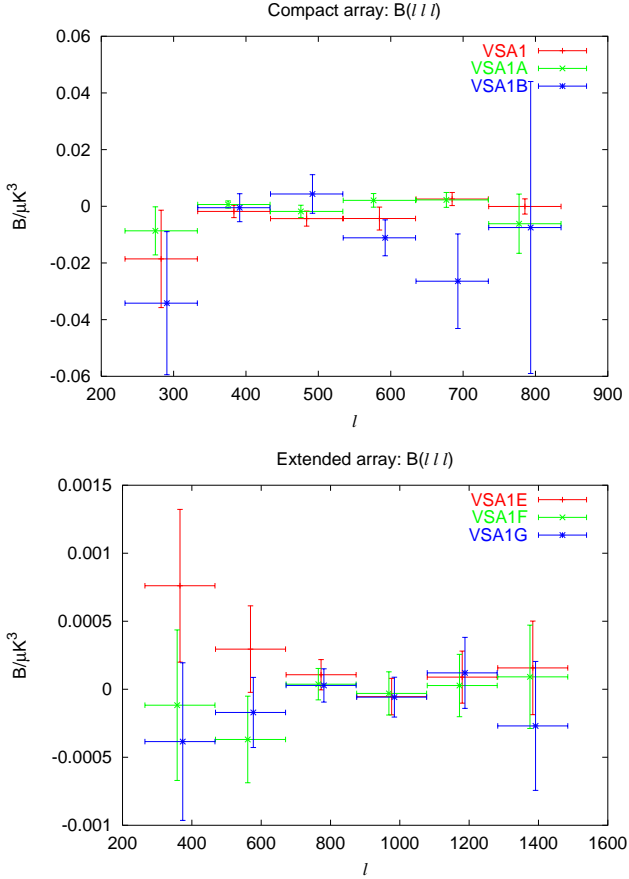 Compact array: B(l l l)
B/μK³
0.06
0.04
0.02
0
-0.02
-0.04
-0.06
VSA1
VSA1A
VSA1B
200 300 400 500 600 700 800 900
l
Extended array: B(l l l)
B/μK³
0.0015
0.001
0.0005
0
-0.0005
-0.001
VSA1E
VSA1F
VSA1G
200 400 600 800 1000 1200 1400 1600
l